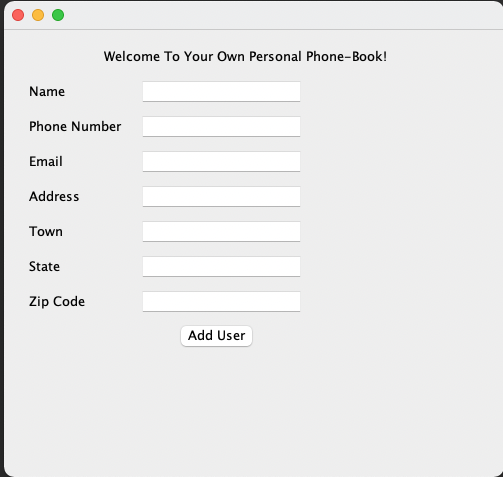 Welcome To Your Own Personal Phone-Book!
Name
Phone Number
Email
Address
Town
State
Zip Code
Add User